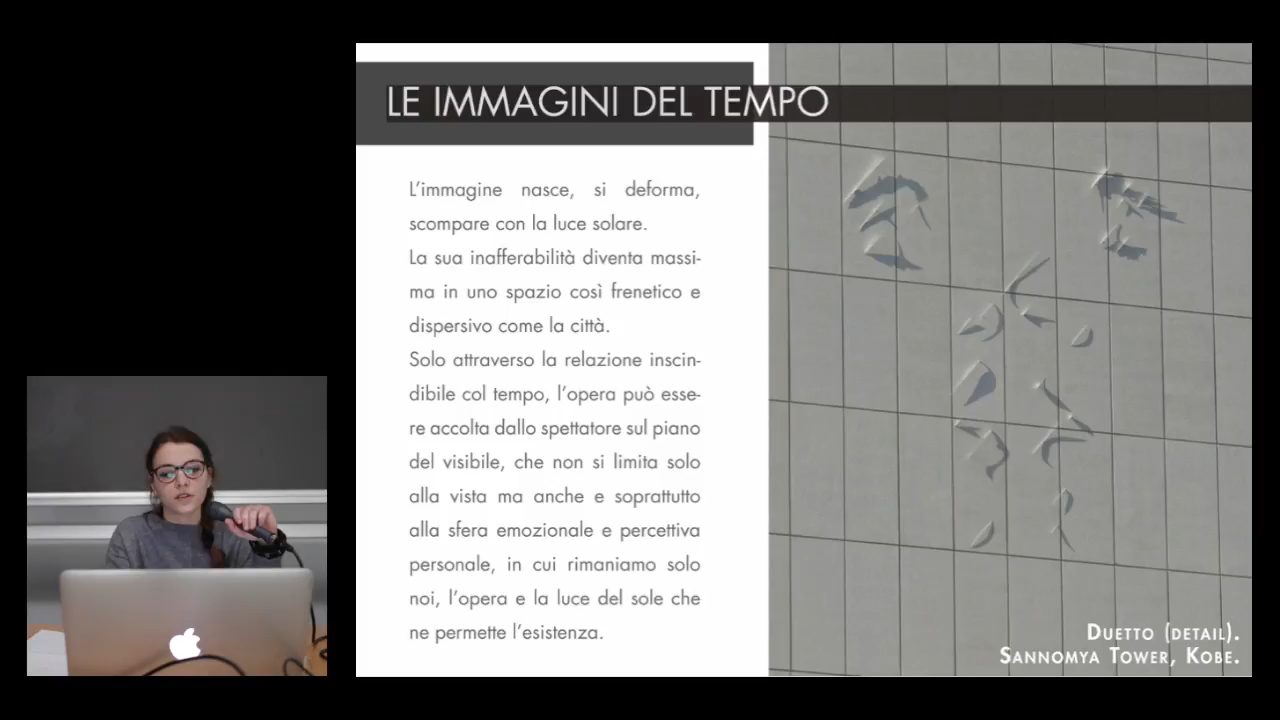 LE IMMAGINI DEL TEMPO
L'immagine nasce, si deforma,
scompare con la luce solare.
La sua inafferabilità diventa massi-
ma in uno spazio così frenetico e
dispersivo come la città.
Solo attraverso la relazione inscin-
dibile col tempo, l'opera può esse-
re accolta dallo spettatore sul piano
del visibile, che non si limita solo
alla vista ma anche e soprattutto
alla sfera emozionale e percettiva
personale, in cui rimaniamo solo
noi, l'opera e la luce del sole che
ne permette l'esistenza.
Duetto (detail).
Sannomya Tower, Kobe.